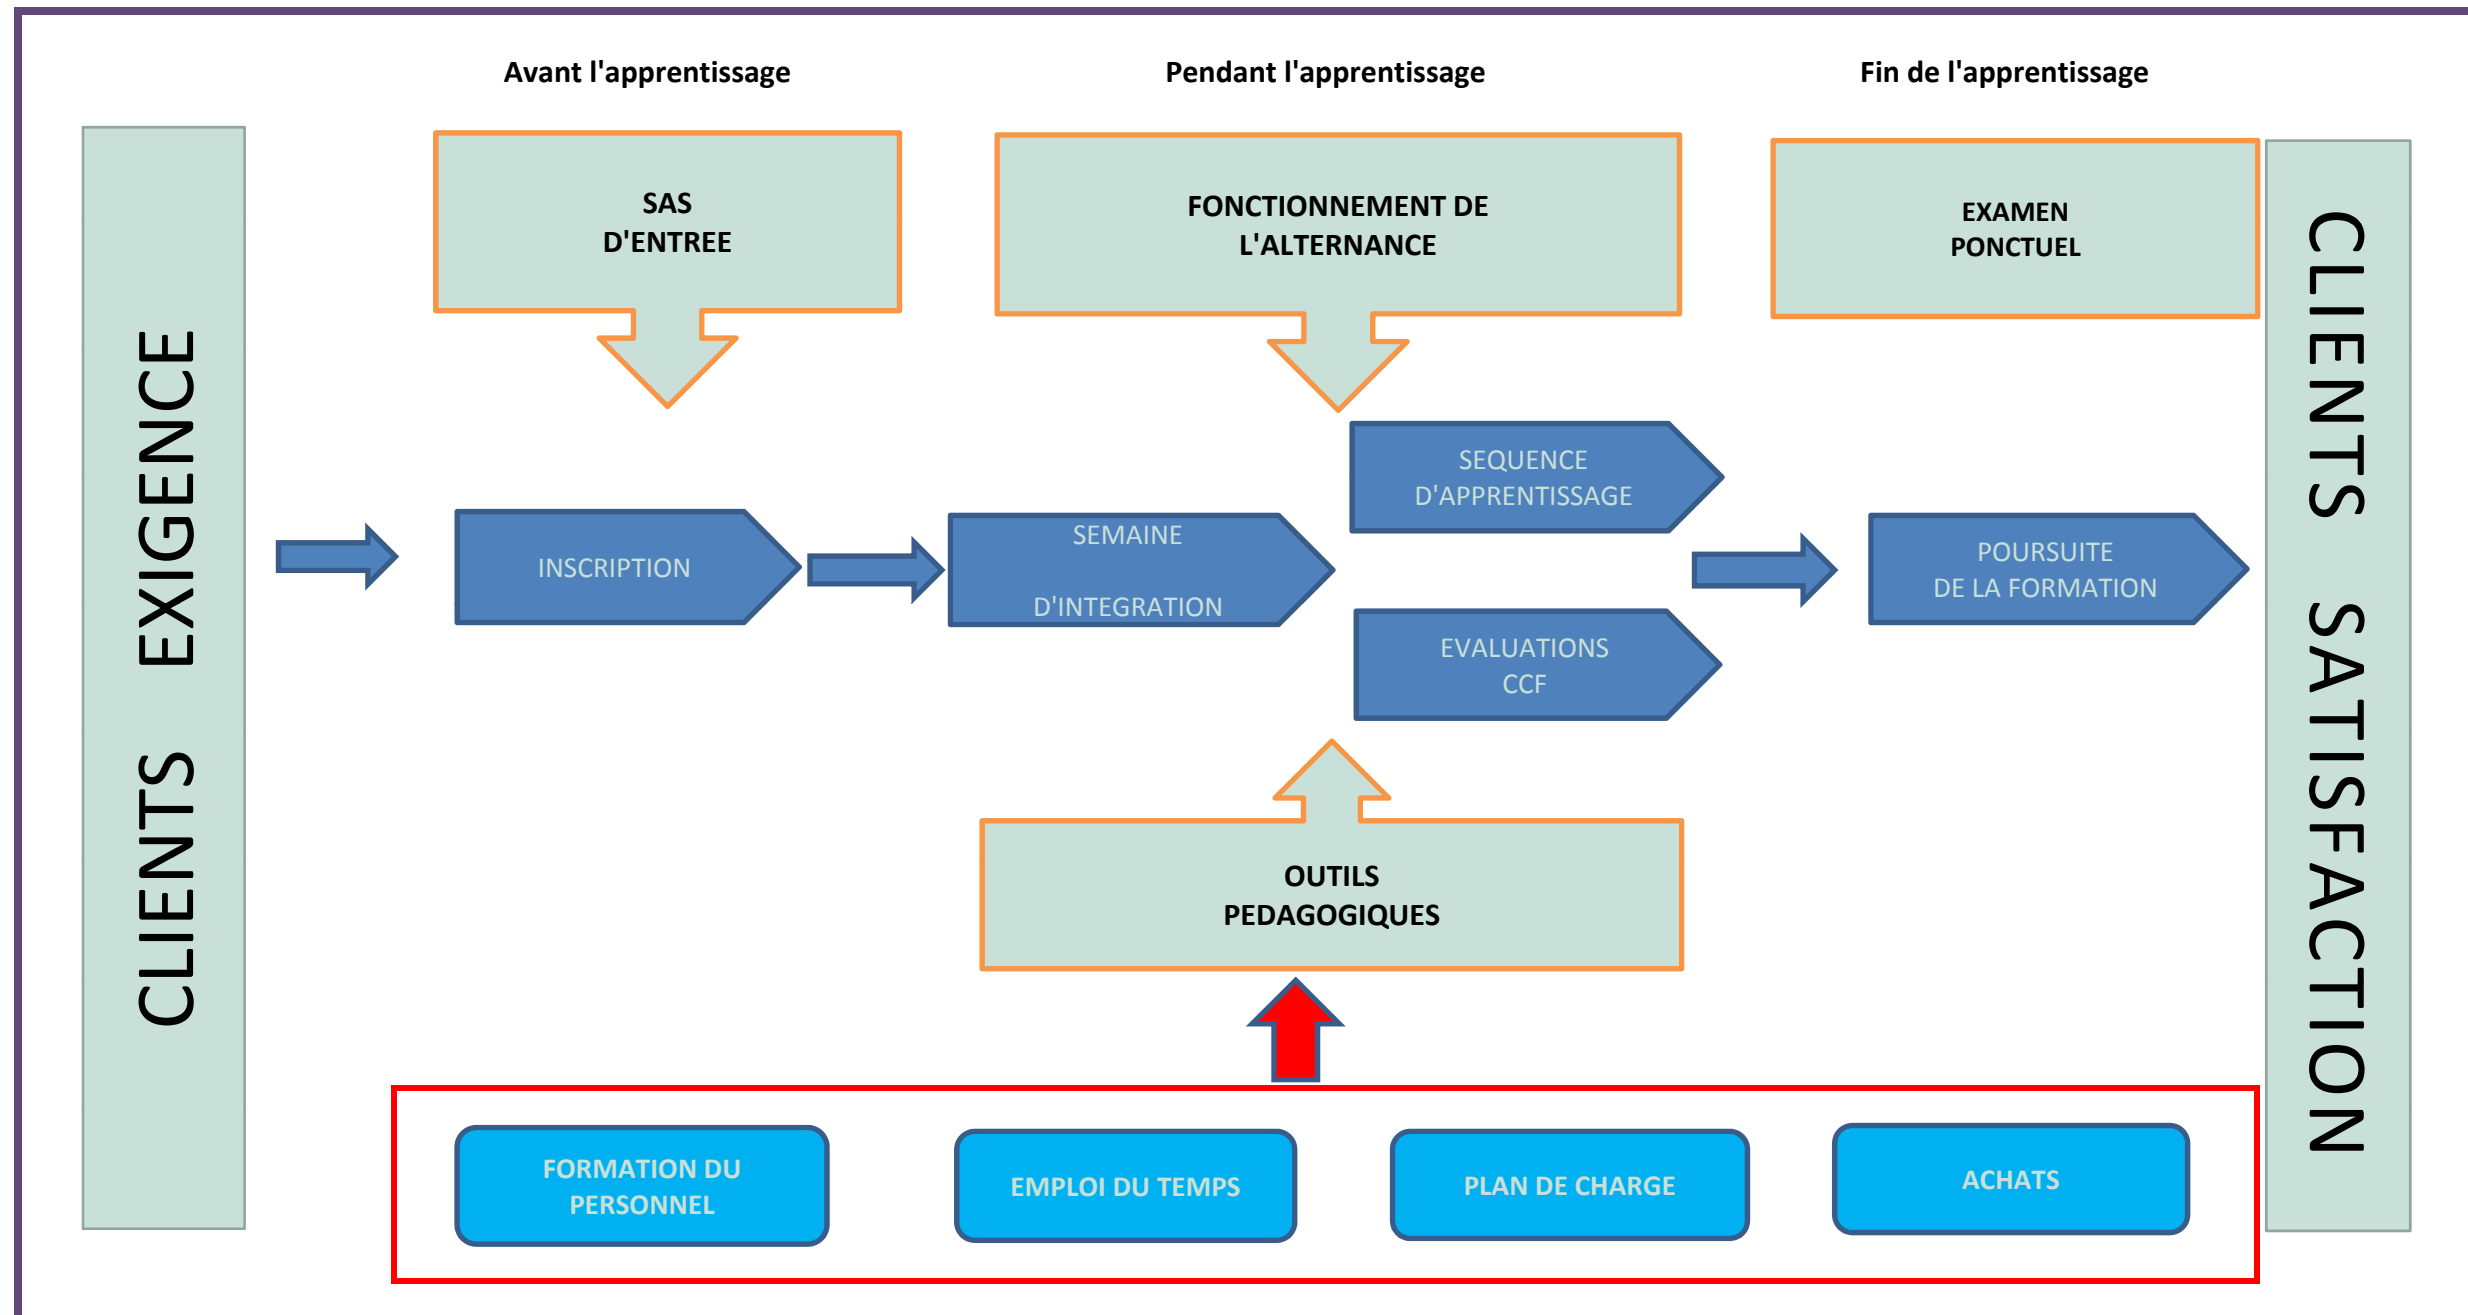 Avant l'apprentissage
Pendant l'apprentissage
Fin de l'apprentissage
CLIENTS EXIGENCE
SAS
D'ENTREE
FONCTIONNEMENT DE
L'ALTERNANCE
EXAMEN
PONCTUEL
INSCRIPTION
SEMAINE
D'INTEGRATION
SEQUENCE
D'APPRENTISSAGE
EVALUATIONS
CCF
POURSUITE
DE LA FORMATION
OUTILS
PEDAGOGIQUES
FORMATION DU
PERSONNEL
EMPLOI DU TEMPS
PLAN DE CHARGE
ACHATS
CLIENTS SATISFACTION